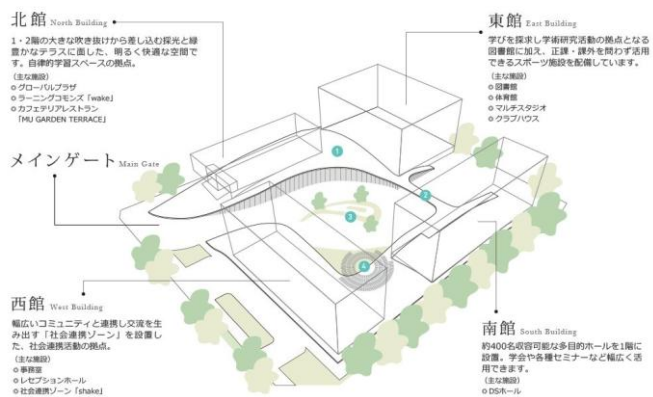 北館 North Building
1・2階の大きな吹き抜けから差し込む採光と緑
豊かなテラスに面した、明るく快適な空間で
す。自律的学習スペースの拠点。
(主な施設)
グローバルプラザ
ラーニングコモンズ「wake」
カフェテリアレストラン
「MU GARDEN TERRACE」
東館 East Building
学びを探求し学術研究活動の拠点となる
図書館に加え、正課・課外を問わず活用
できるスポーツ施設を配備しています。
(主な施設)
図書館
体育館
マルチスタジオ
クラブハウス
メインゲート Main Gate
1
2
3
4
西館 West Building
幅広いコミュニティと連携し交流を生
み出す「社会連携ゾーン」を設置し
た、社会連携活動の拠点。
(主な施設)
事務室
レセプションホール
社会連携ゾーン「shake」
南館 South Building
約400名収容可能な多目的ホールを1階に
設置。学会や各種セミナーなど幅広く活
用できます。
(主な施設)
DSホール